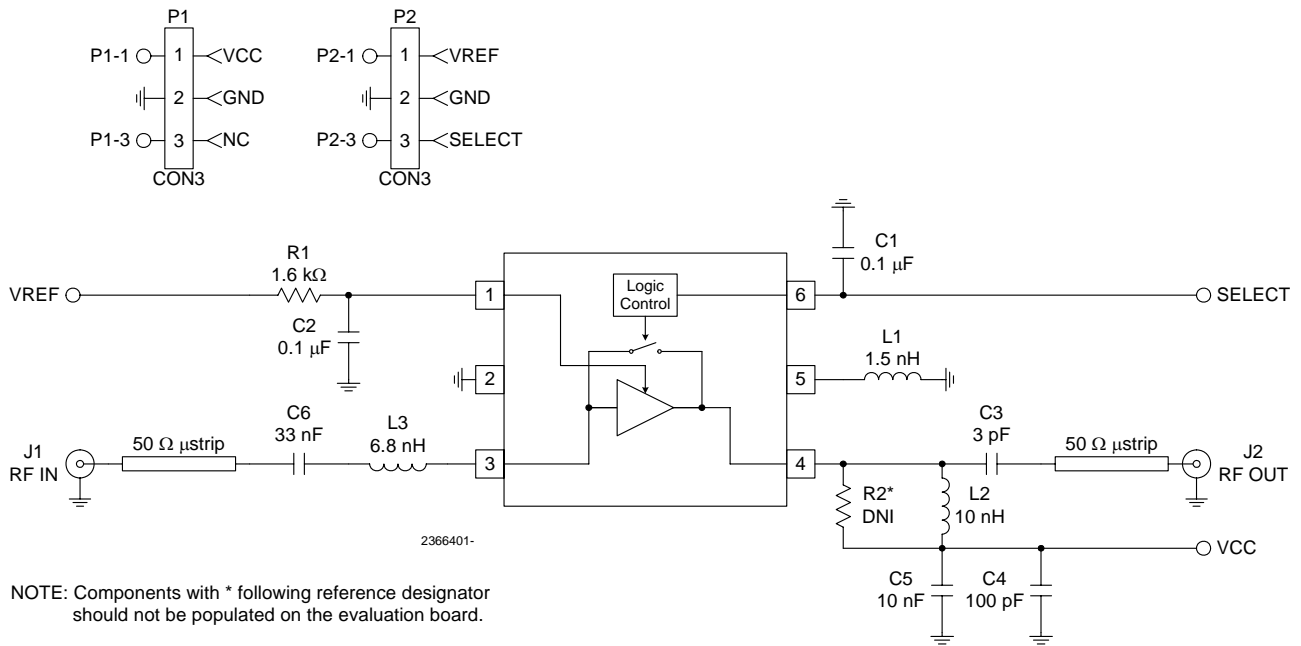 P1
P1-1
1
VCC
2
GND
P1-3
3
NC
CON3
P2
P2-1
1
VREF
2
GND
P2-3
3
SELECT
CON3
VREF
R1
1.6 kΩ
C2
0.1 μF
1
Logic
Control
6
C1
0.1 μF
SELECT
2
5
L1
1.5 nH
J1
RF IN
50 Ω μstrip
C6
33 nF
L3
6.8 nH
3
4
C3
3 pF
50 Ω μstrip
J2
RF OUT
R2*
DNI
L2
10 nH
VCC
C5
10 nF
C4
100 pF
2366401-
NOTE: Components with * following reference designator
should not be populated on the evaluation board.